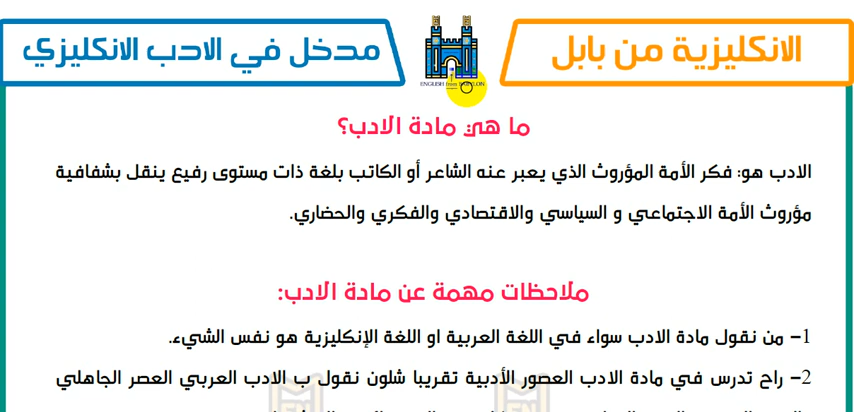 الانكليزية من بابل
مدخل في الادب الانكليزي
ENGLISH from BABYLON
ما هي مادة الادب؟
الادب هو: فكر الأمة المؤروث الذي يعبر عنه الشاعر أو الكاتب بلغة ذات مستوى رفيع ينقل بشفافية
مؤروث الأمة الاجتماعي و السياسي والاقتصادي والفكري والحضاري.
ملاحظات مهمة عن مادة الادب:
1- من نقول مادة الادب سواء في اللغة العربية او اللغة الإنكليزية هو نفس الشيء.
2- راح تدرس في مادة الادب العصور الأدبية تقريبا شلون نقول ب الادب العربي العصر الجاهلي